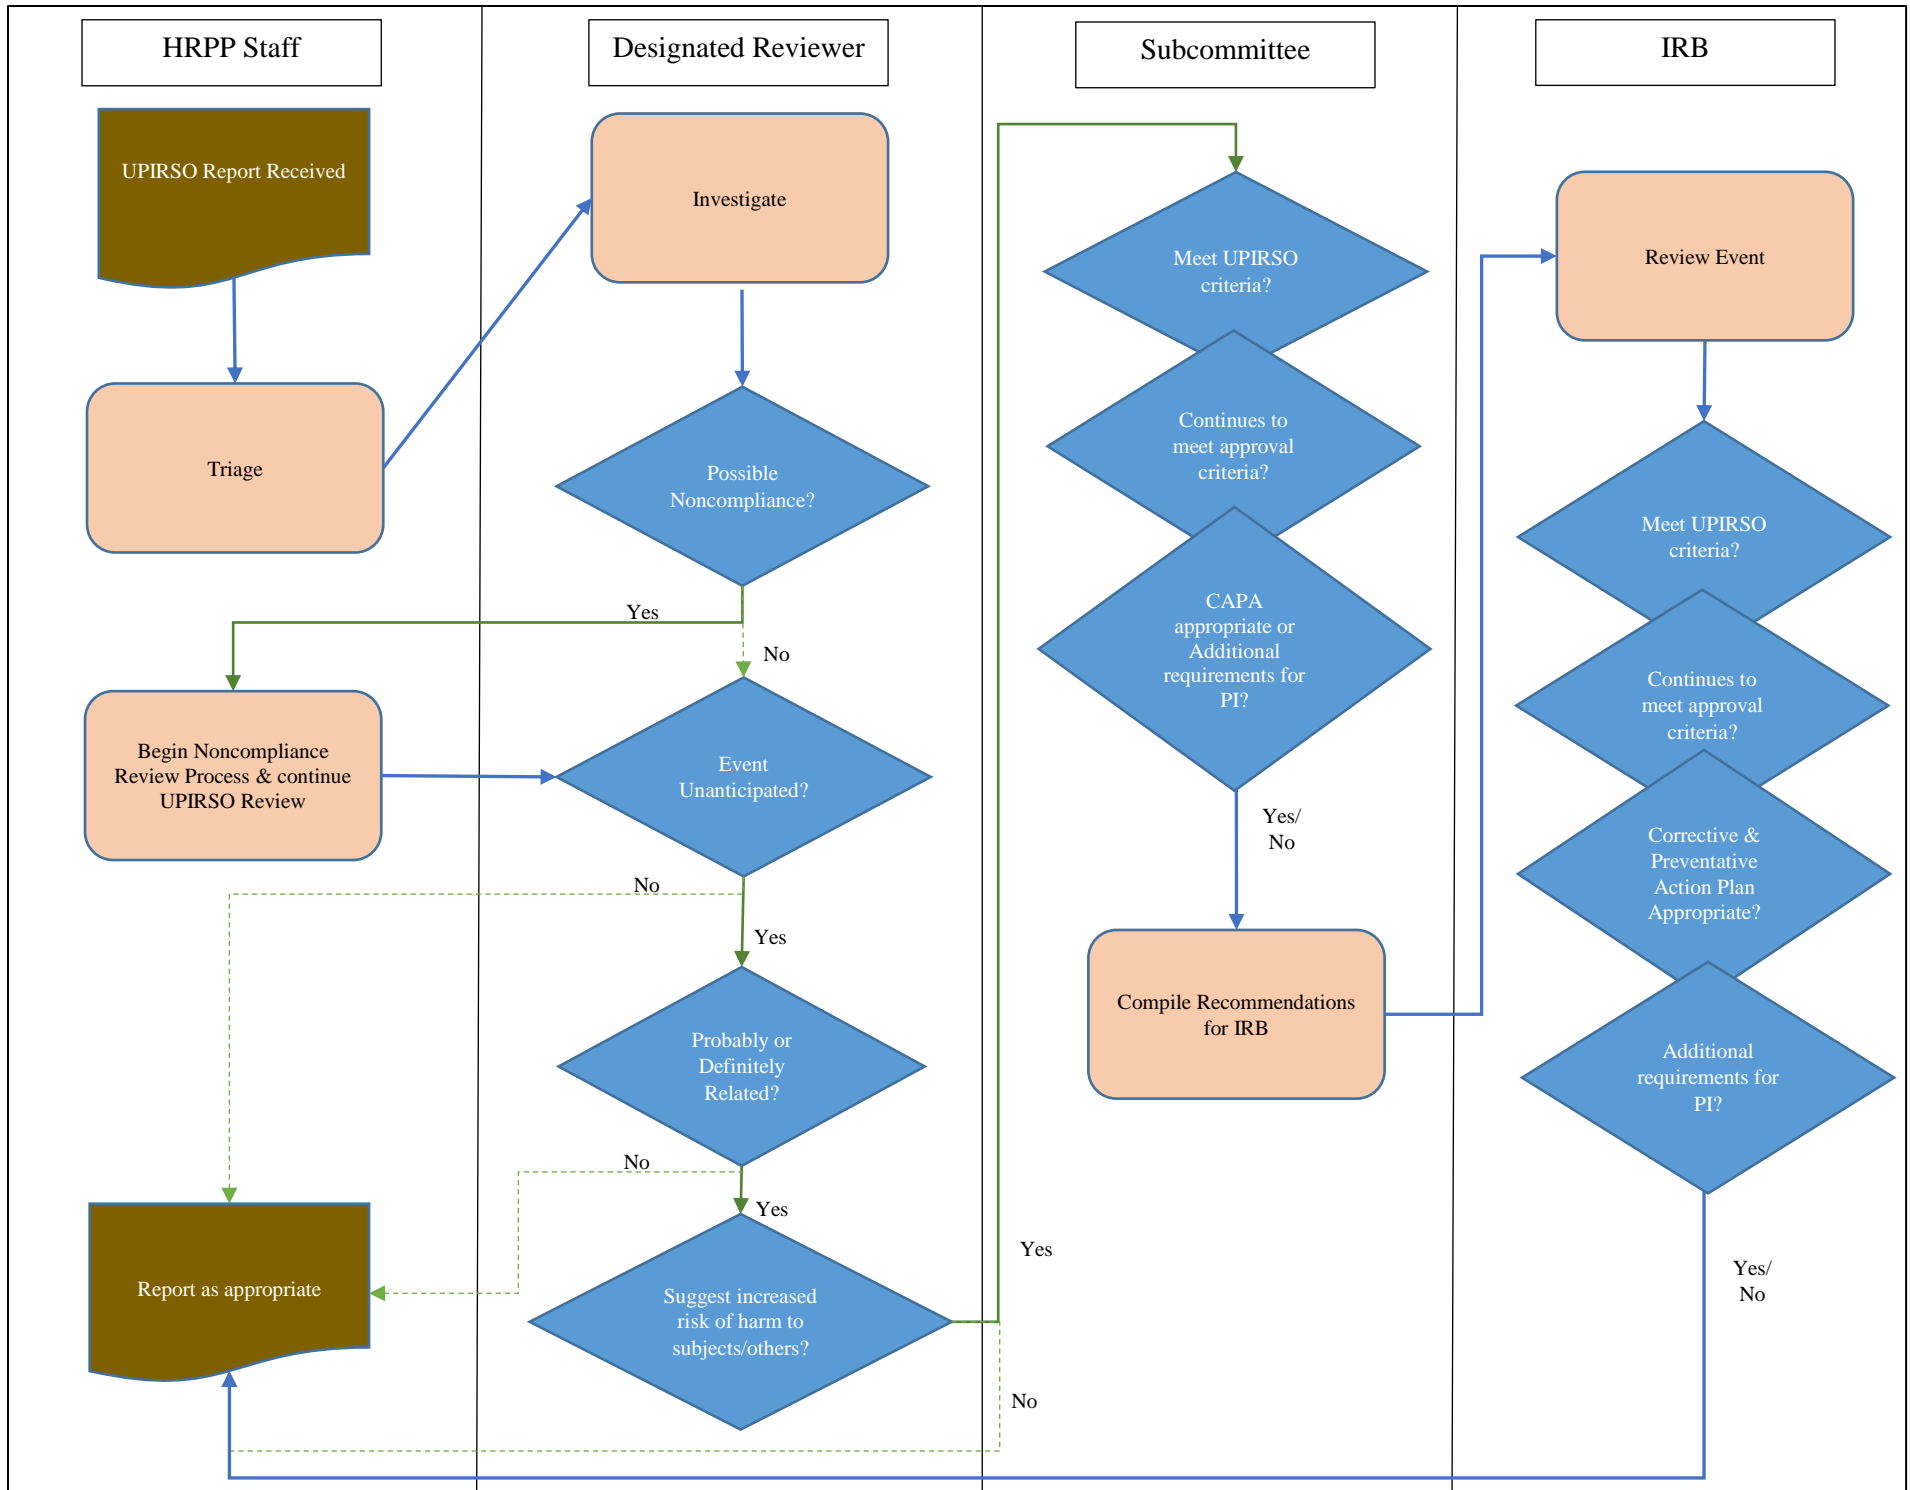 HRPP Staff
Designated Reviewer
Subcommittee
IRB
UPIRSO Report Received
Triage
Yes
Begin Noncompliance
Review Process & continue
UPIRSO Review
Report as appropriate
Investigate
Possible
Noncompliance?
No
Event
Unanticipated?
No
Yes
Probably or
Definitely
Related?
No
Yes
Suggest increased
risk of harm to
subjects/others?
Yes
No
Meet UPIRSO
criteria?
Continues to
meet approval
criteria?
CAPA
appropriate or
Additional
requirements for
PI?
Yes/
No
Compile Recommendations
for IRB
Review Event
Meet UPIRSO
criteria?
Continues to
meet approval
criteria?
Corrective &
Preventative
Action Plan
Appropriate?
Additional
requirements for
PI?
Yes/
No